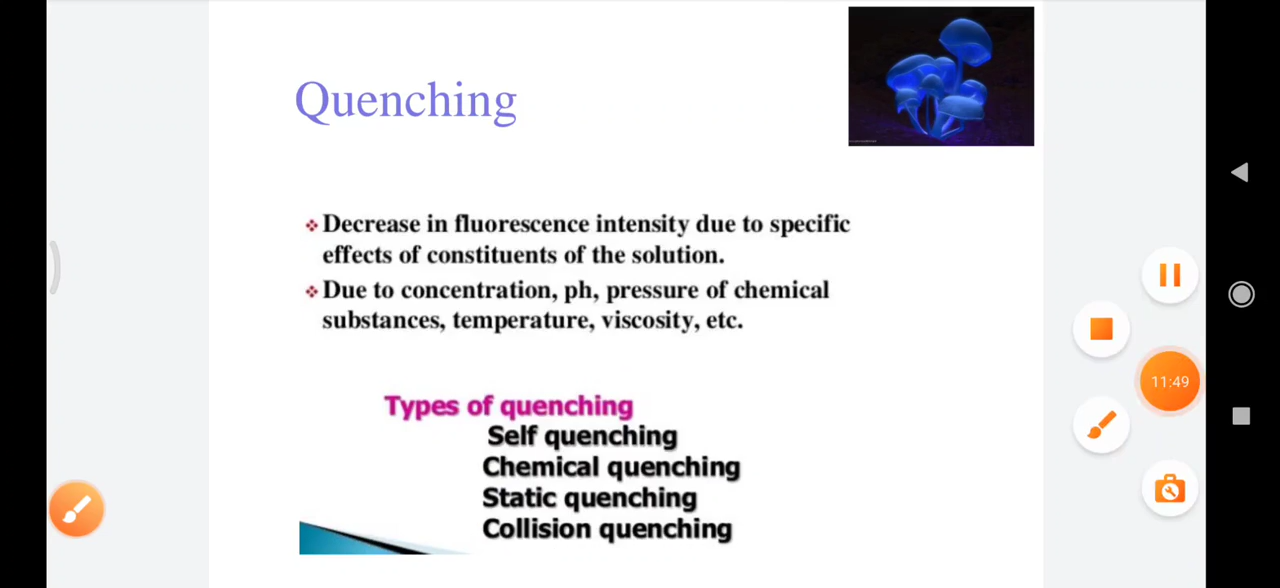 Quenching
Decrease in fluorescence intensity due to specific
effects of constituents of the solution.
Due to concentration, ph, pressure of chemical
substances, temperature, viscosity, etc.
Types of quenching
Self quenching
Chemical quenching
Static quenching
Collision quenching
11:49